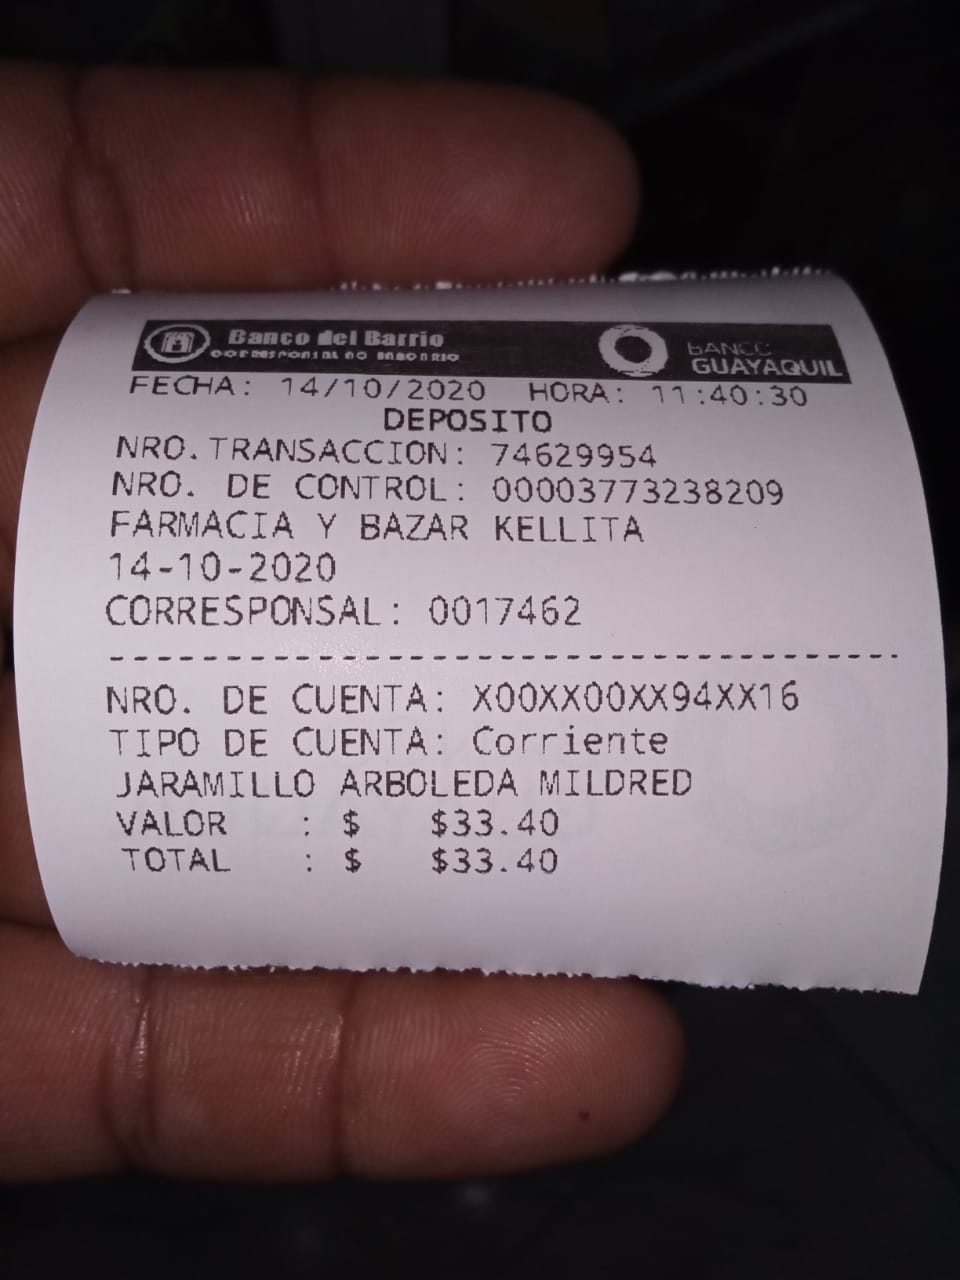 Banco del Barrio
BANCO
GUAYAQUIL
FECHA: 14/10/2020 HORA: 11:40:30
DEPOSITO
NRO. TRANSACCION: 74629954
NRO. DE CONTROL: 00003773238209
FARMACIA Y BAZAR KELLITA
14-10-2020
CORRESPONSAL: 0017462
------------------------------------
NRO. DE CUENTA: X00XX00XX94XX16
TIPO DE CUENTA: Corriente
JARAMILLO ARBOLEDA MILDRED
VALOR : $ $33.40
TOTAL : $ $33.40